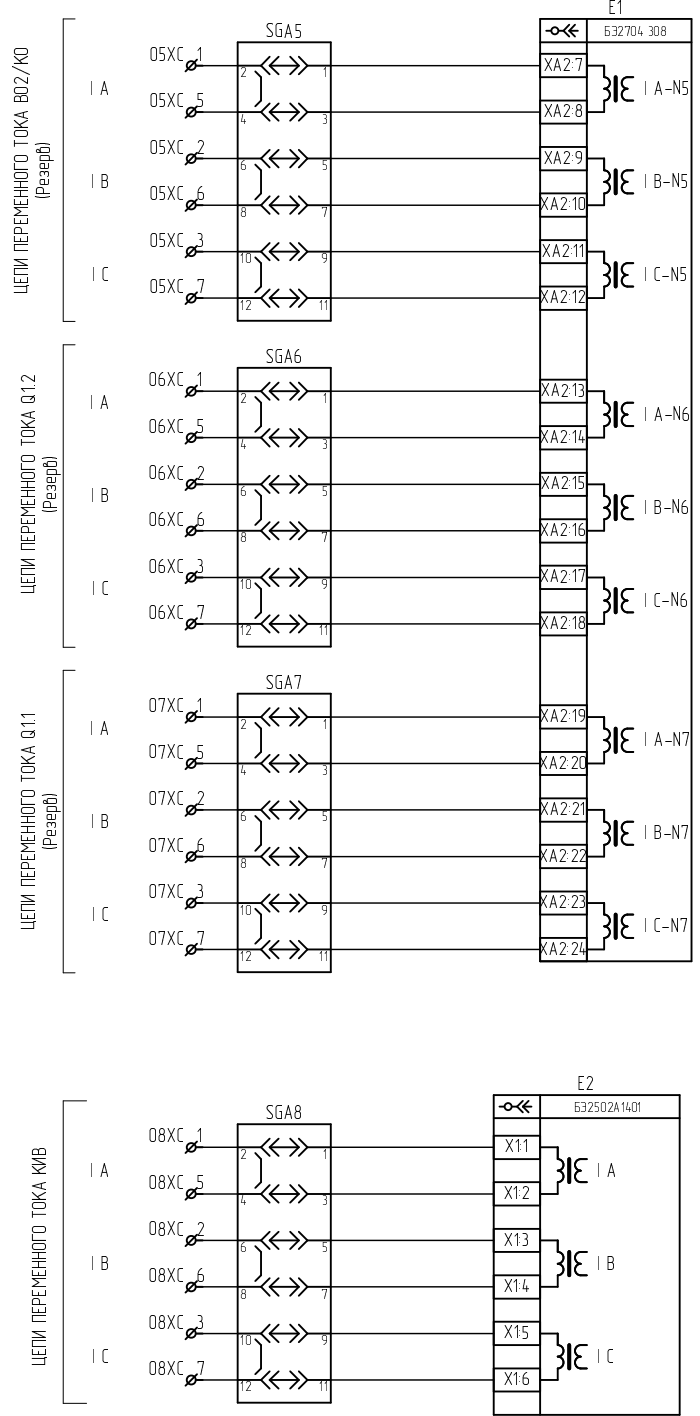 E1
SGA5
БЭ2704 308
ЦЕПИ ПЕРЕМЕННОГО ТОКА В02/К0
(Резерв)
05XC 1 2 1 XA2:7
I A I A-N5
05XC 5 4 3 XA2:8
05XC 2 6 5 XA2:9
I B I B-N5
05XC 6 8 7 XA2:10
05XC 3 10 9 XA2:11
I C I C-N5
05XC 7 12 11 XA2:12
SGA6
ЦЕПИ ПЕРЕМЕННОГО ТОКА Q1.2
(Резерв)
06XC 1 2 1 XA2:13
I A I A-N6
06XC 5 4 3 XA2:14
06XC 2 6 5 XA2:15
I B I B-N6
06XC 6 8 7 XA2:16
06XC 3 10 9 XA2:17
I C I C-N6
06XC 7 12 11 XA2:18
SGA7
ЦЕПИ ПЕРЕМЕННОГО ТОКА Q1.1
(Резерв)
07XC 1 2 1 XA2:19
I A I A-N7
07XC 5 4 3 XA2:20
07XC 2 6 5 XA2:21
I B I B-N7
07XC 6 8 7 XA2:22
07XC 3 10 9 XA2:23
I C I C-N7
07XC 7 12 11 XA2:24
E2
SGA8
БЭ2502А1401
ЦЕПИ ПЕРЕМЕННОГО ТОКА КИВ
08XC 1 2 1 X1:1
I A I A
08XC 5 4 3 X1:2
08XC 2 6 5 X1:3
I B I B
08XC 6 8 7 X1:4
08XC 3 10 9 X1:5
I C I C
08XC 7 12 11 X1:6